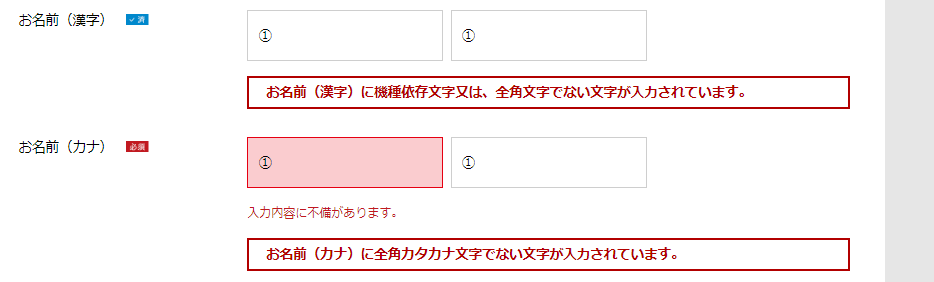 お名前（漢字） ✓ 済
① ①
お名前（漢字）に機種依存文字又は、全角文字でない文字が入力されています。
お名前（カナ） 必須
① ①
入力内容に不備があります。
お名前（カナ）に全角カタカナ文字でない文字が入力されています。